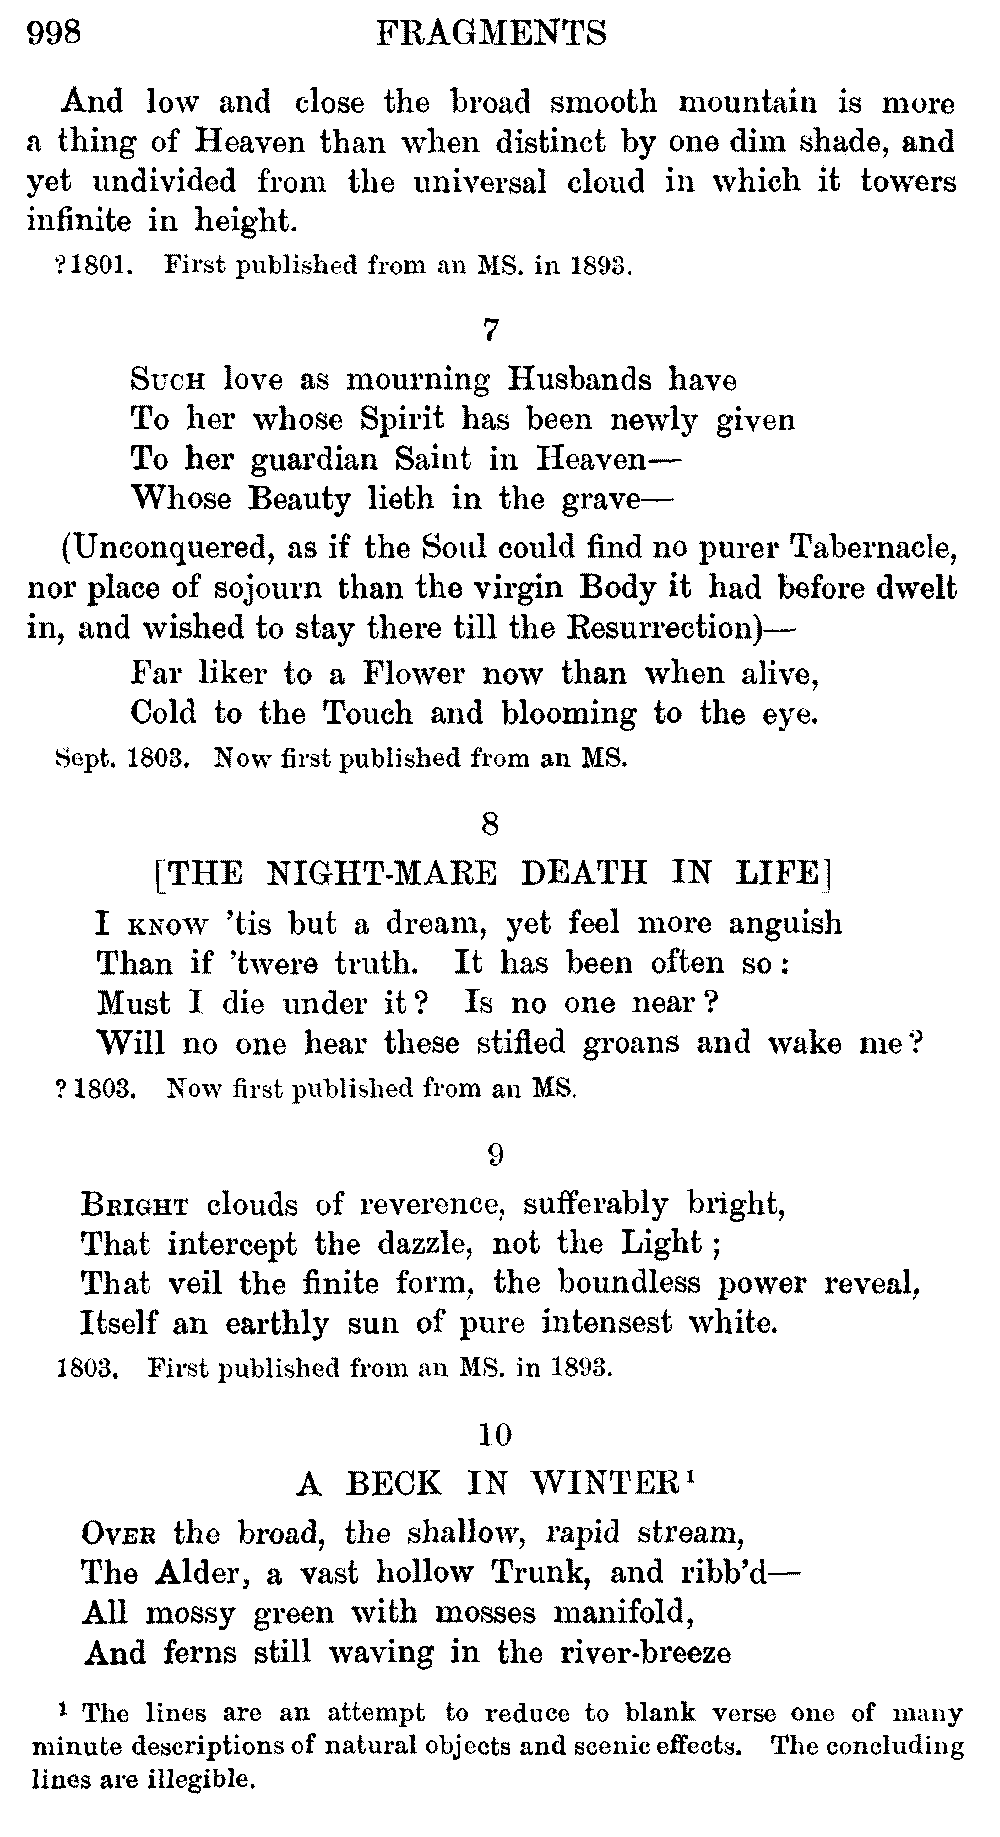 998 FRAGMENTS
And low and close the broad smooth mountain is more
a thing of Heaven than when distinct by one dim shade, and
yet undivided from the universal cloud in which it towers
infinite in height.
?1801. First published from an MS. in 1893.
7
SUCH love as mourning Husbands have
To her whose Spirit has been newly given
To her guardian Saint in Heaven—
Whose Beauty lieth in the grave—
(Unconquered, as if the Soul could find no purer Tabernacle,
nor place of sojourn than the virgin Body it had before dwelt
in, and wished to stay there till the Resurrection)—
Far liker to a Flower now than when alive,
Cold to the Touch and blooming to the eye.
Sept. 1803. Now first published from an MS.
8
[THE NIGHT-MARE DEATH IN LIFE]
I KNOW 'tis but a dream, yet feel more anguish
Than if 'twere truth. It has been often so:
Must I die under it? Is no one near?
Will no one hear these stifled groans and wake me?
? 1803. Now first published from an MS.
9
BRIGHT clouds of reverence, sufferably bright,
That intercept the dazzle, not the Light;
That veil the finite form, the boundless power reveal,
Itself an earthly sun of pure intensest white.
1803. First published from an MS. in 1893.
10
A BECK IN WINTER¹
OVER the broad, the shallow, rapid stream,
The Alder, a vast hollow Trunk, and ribb'd—
All mossy green with mosses manifold,
And ferns still waving in the river-breeze
¹ The lines are an attempt to reduce to blank verse one of many
minute descriptions of natural objects and scenic effects. The concluding
lines are illegible.